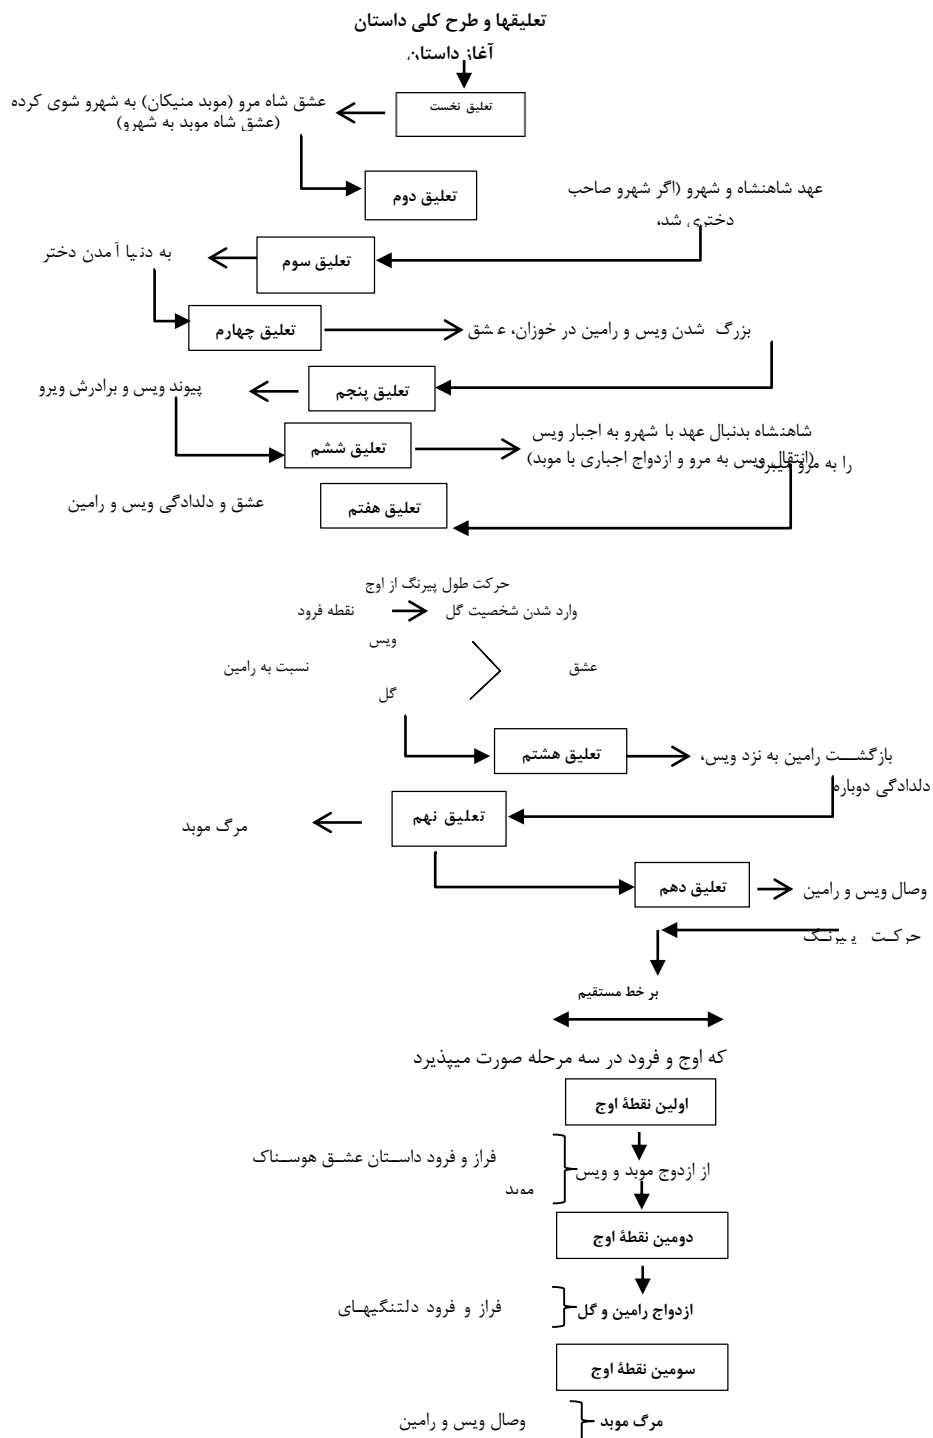 تعلیقها و طرح کلی داستان
آغاز داستان
تعلیق نخست
عشق شاه مرو (موبد منیکان) به شهرو شوی کرده
(عشق شاه موبد به شهرو)
تعلیق دوم
عهد شاهنشاه و شهرو (اگر شهرو صاحب
دختری شد،
تعلیق سوم
به دنیا آمدن دختر
تعلیق چهارم
بزرگ شدن ویس و رامین در خوزان، عشق
تعلیق پنجم
پیوند ویس و برادرش ویرو
تعلیق ششم
شاهنشاه بدنبال عهد با شهرو به اجبار ویس
را به مرو میبرد
(انتقال ویس به مرو و ازدواج اجباری با موبد)
تعلیق هفتم
عشق و دلدادگی ویس و رامین
حرکت طول پیرنگ از اوج
نقطه فرود
وارد شدن شخصیت گل
ویس
عشق
نسبت به رامین
گل
تعلیق هشتم
بازگشت رامین به نزد ویس،
دلدادگی دوباره
تعلیق نهم
مرگ موبد
تعلیق دهم
وصال ویس و رامین
حرکت پیرنگ
بر خط مستقیم
که اوج و فرود در سه مرحله صورت میپذیرد
اولین نقطۀ اوج
از ازدوج موبد و ویس
فراز و فرود داستان عشق هوسناک
موبد
دومین نقطۀ اوج
ازدواج رامین و گل
فراز و فرود دلتنگیهای
سومین نقطۀ اوج
مرگ موبد
وصال ویس و رامین